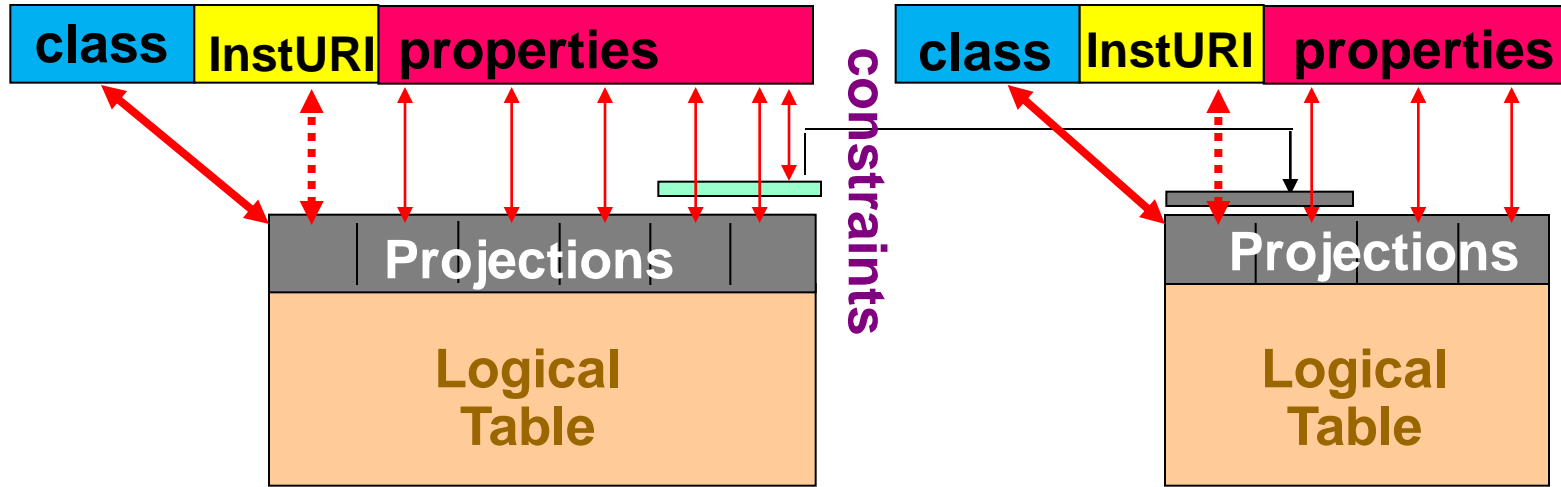 class InstURI properties
Projections
Logical
Table
constraints
class InstURI properties
Projections
Logical
Table